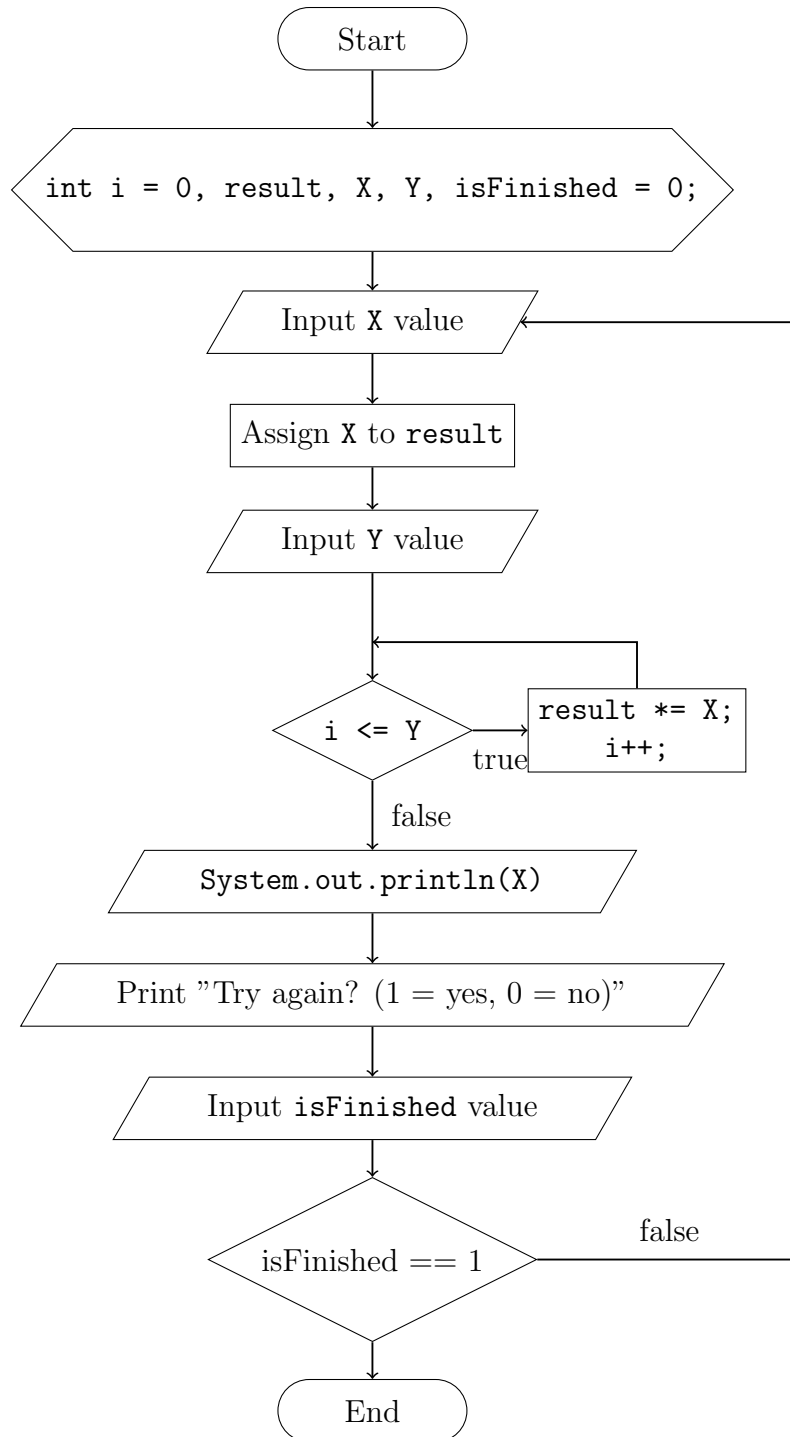 Start
int i = 0, result, X, Y, isFinished = 0;
Input X value
Assign X to result
Input Y value
i <= Y
true
result *= X;
i++;
false
System.out.println(X)
Print ”Try again? (1 = yes, 0 = no)”
Input isFinished value
isFinished == 1
false
End